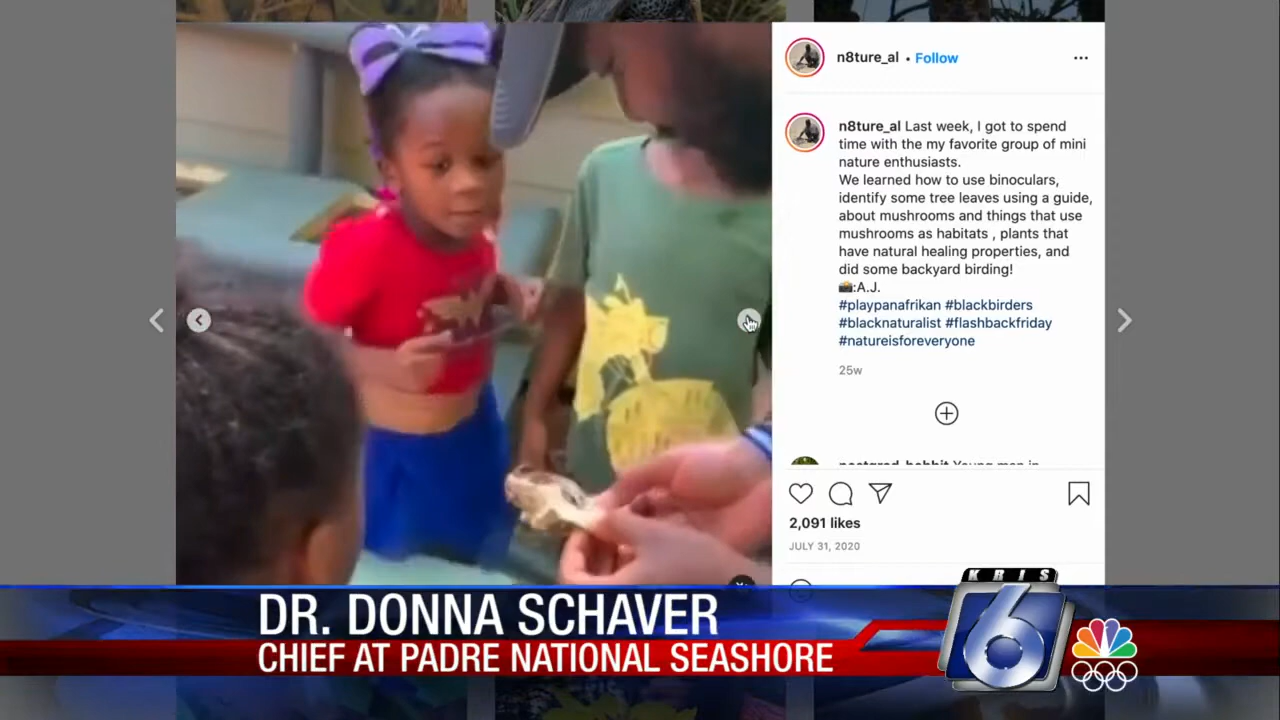 n8ture_al • Follow
n8ture_al Last week, I got to spend
time with the my favorite group of mini
nature enthusiasts.
We learned how to use binoculars,
identify some tree leaves using a guide,
about mushrooms and things that use
mushrooms as habitats , plants that
have natural healing properties, and
did some backyard birding!
📸:A.J.
#playpanafrikan #blackbirders
#blacknaturalist #flashbackfriday
#natureisforeveryone
25w
2,091 likes
JULY 31, 2020
DR. DONNA SCHAVER
CHIEF AT PADRE NATIONAL SEASHORE
KRIS
6